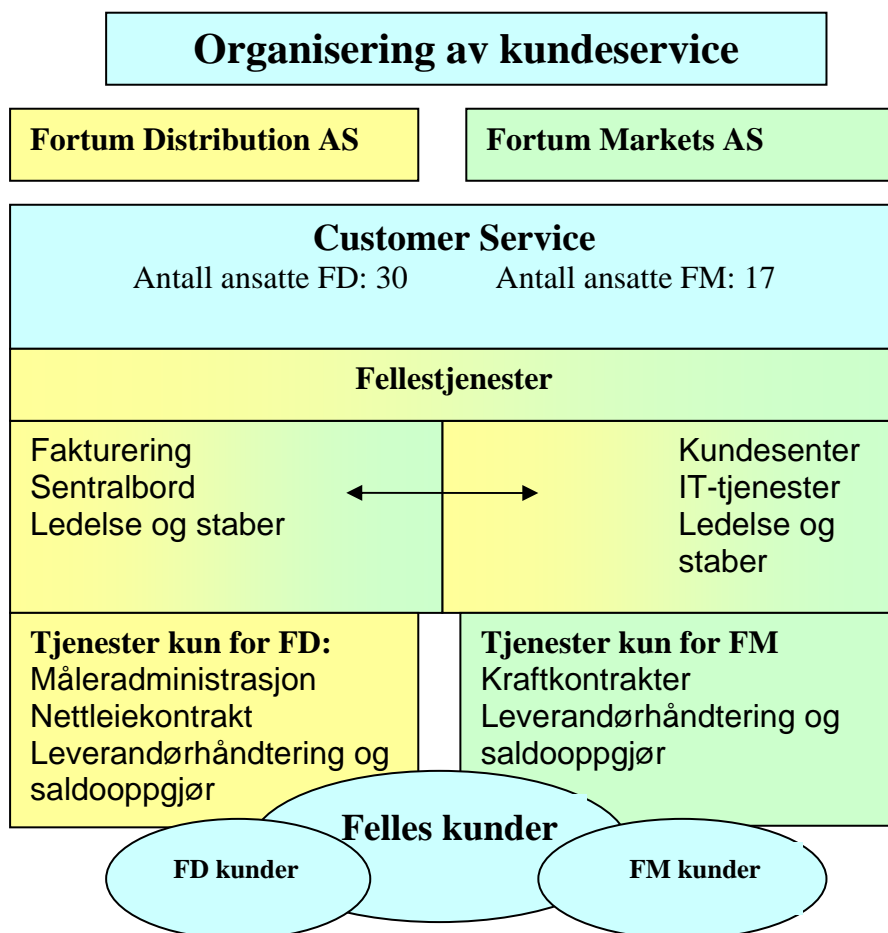 Organisering av kundeservice
Fortum Distribution AS
Fortum Markets AS
Customer Service
Antall ansatte FD: 30
Antall ansatte FM: 17
Fellestjenester
Fakturering
Sentralbord
Ledelse og staber
Kundesenter
IT-tjenester
Ledelse og
staber
Tjenester kun for FD:
Måleradministrasjon
Nettleiekontrakt
Leverandørhåndtering og
saldooppgjør
Tjenester kun for FM
Kraftkontrakter
Leverandørhåndtering og
saldooppgjør
Felles kunder
FD kunder
FM kunder